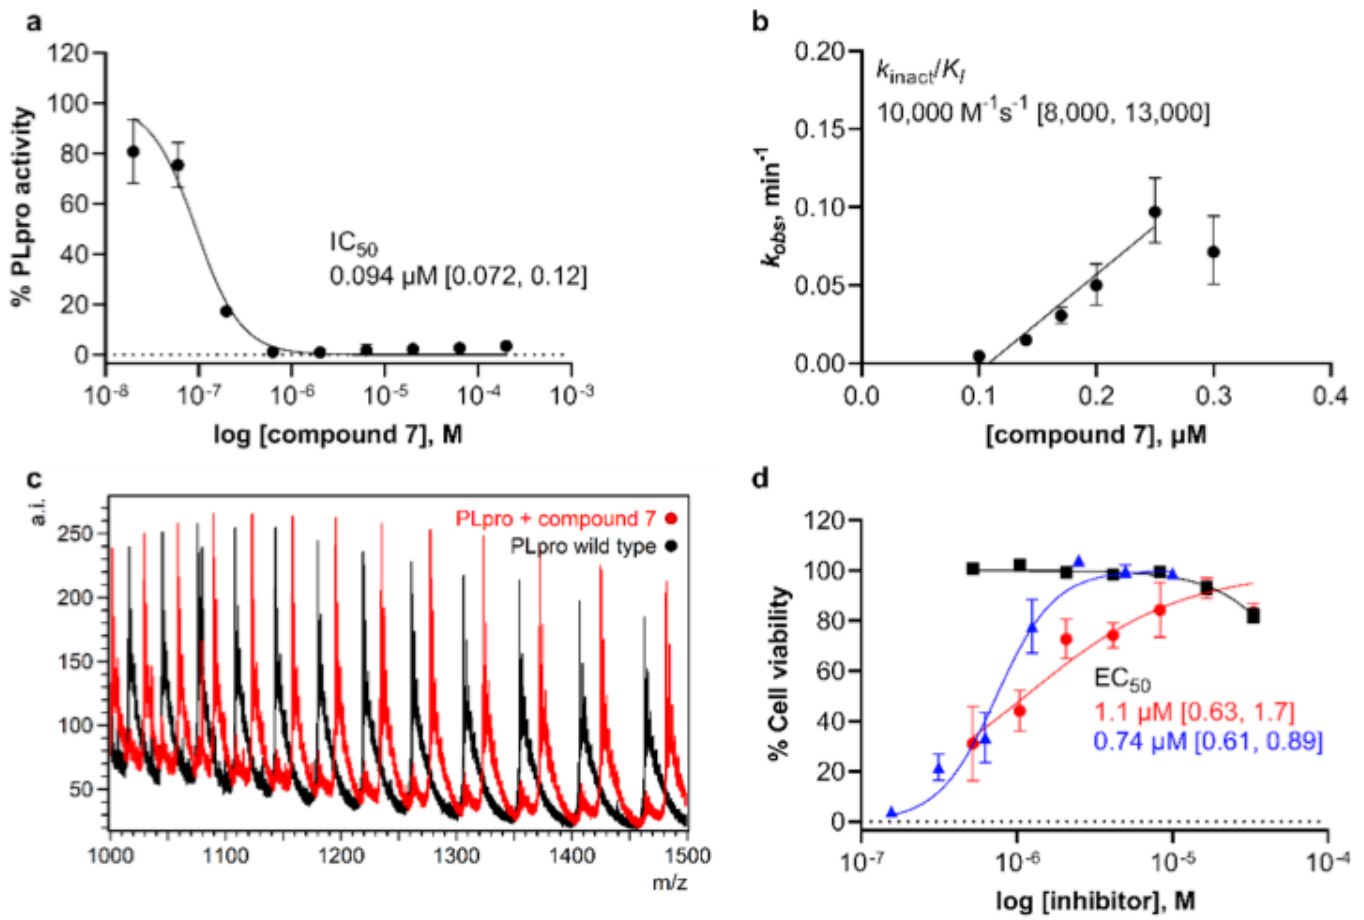 a
120
100
80
60
40
20
0
% PLpro activity
IC50
0.094 µM [0.072, 0.12]
10-8
10-7
10-6
10-5
10-4
10-3
log [compound 7], M
b
0.20
0.15
0.10
0.05
0.00
kobs, min-1
kinact/KI
10,000 M-1s-1 [8,000, 13,000]
0.0
0.1
0.2
0.3
0.4
[compound 7], µM
c
a.i.
250
200
150
100
50
PLpro + compound 7
PLpro wild type
1000
1100
1200
1300
1400
1500
m/z
d
120
100
80
60
40
20
0
% Cell viability
EC50
1.1 µM [0.63, 1.7]
0.74 µM [0.61, 0.89]
10-7
10-6
10-5
10-4
log [inhibitor], M